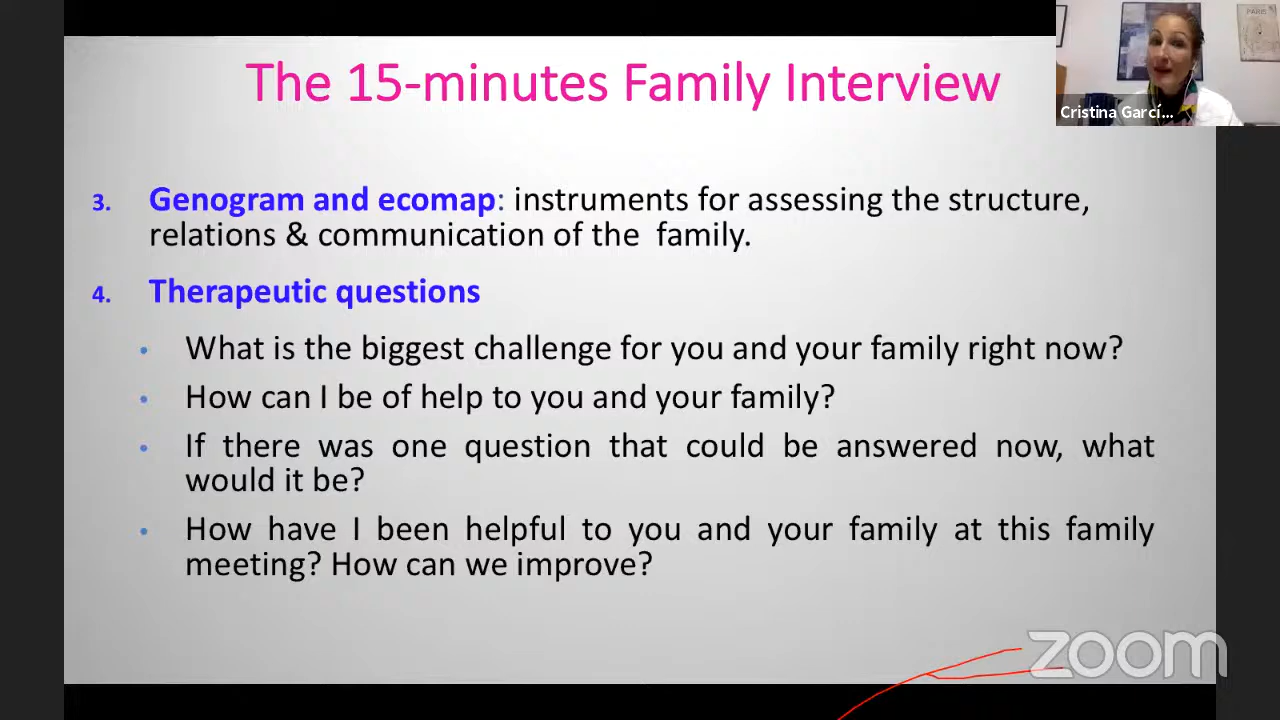 The 15-minutes Family Interview
PARIS
Cristina Garcí...
3. Genogram and ecomap: instruments for assessing the structure,
relations & communication of the family.
4. Therapeutic questions
• What is the biggest challenge for you and your family right now?
• How can I be of help to you and your family?
• If there was one question that could be answered now, what
would it be?
• How have I been helpful to you and your family at this family
meeting? How can we improve?
zoom